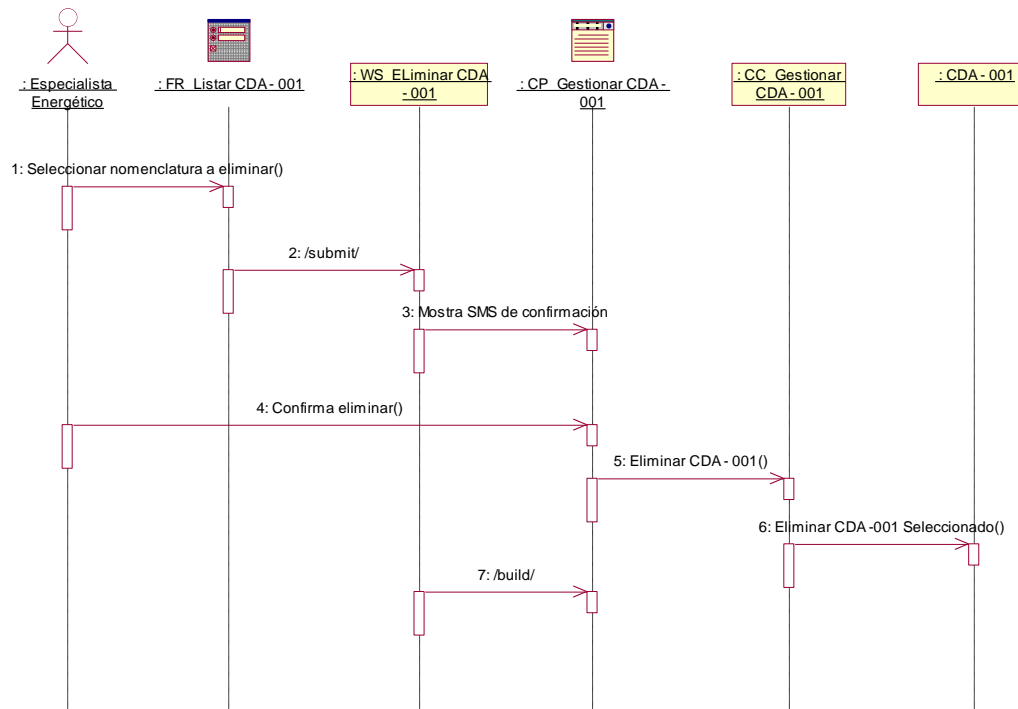 : Especialista
Energético
: FR_Listar CDA - 001
: WS_ELiminar CDA
- 001
: CP_Gestionar CDA -
001
: CC_Gestionar
CDA - 001
: CDA - 001
1: Seleccionar nomenclatura a eliminar()
2: /submit/
3: Mostra SMS de confirmación
4: Confirma eliminar()
5: Eliminar CDA - 001()
6: Eliminar CDA -001 Seleccionado()
7: /build/